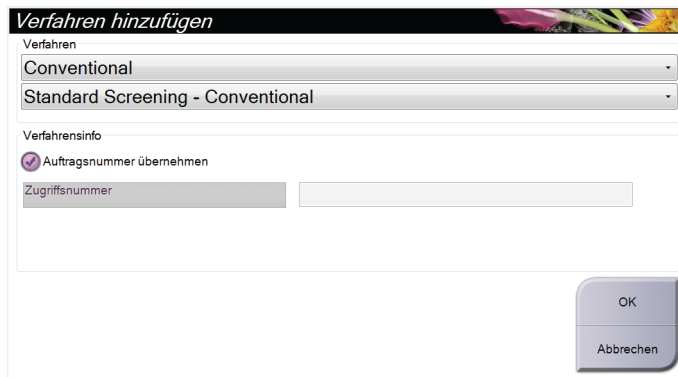 Verfahren hinzufügen
Verfahren
Conventional
Standard Screening - Conventional
Verfahrensinfo
Auftragsnummer übernehmen
Zugriffsnummer
OK
Abbrechen